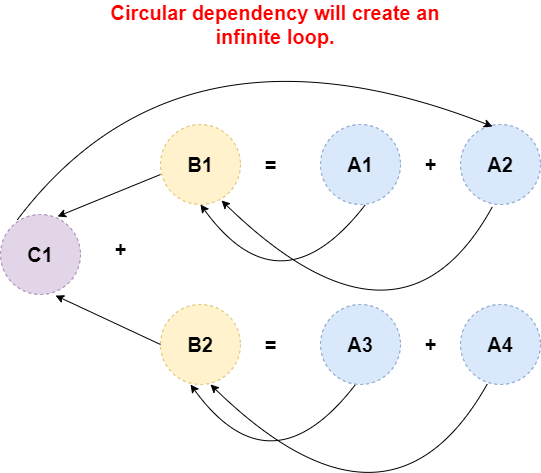 Circular dependency will create an
infinite loop.
B1 = A1 + A2
C1 +
B2 = A3 + A4